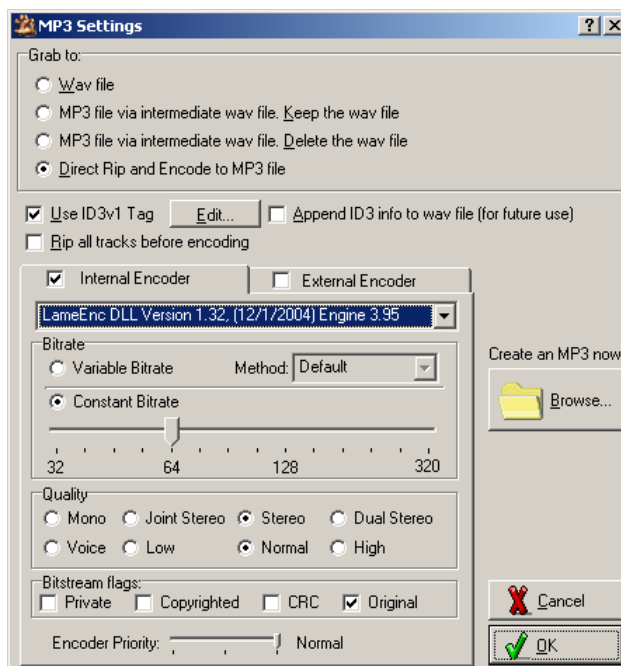 MP3 Settings
Grab to:
Wav file
MP3 file via intermediate wav file. Keep the wav file
MP3 file via intermediate wav file. Delete the wav file
Direct Rip and Encode to MP3 file
Use ID3v1 Tag Edit... Append ID3 info to wav file (for future use)
Rip all tracks before encoding
Internal Encoder External Encoder
LameEnc DLL Version 1.32, (12/1/2004) Engine 3.95
Bitrate
Create an MP3 now
Variable Bitrate Method: Default
Constant Bitrate Browse...
32 64 128 320
Quality
Mono Joint Stereo Stereo Dual Stereo
Voice Low Normal High
Bitstream flags:
Private Copyrighted CRC Original Cancel
Encoder Priority: Normal OK